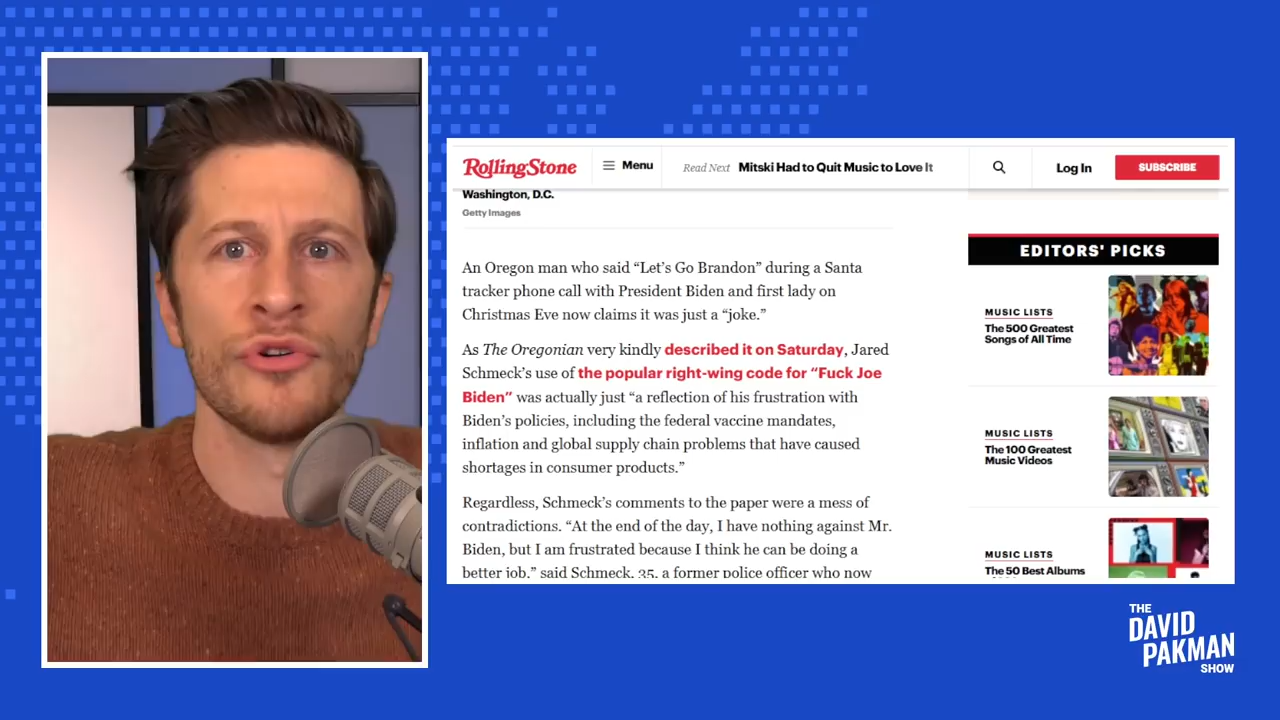 RollingStone
Menu
Read Next Mitski Had to Quit Music to Love It
Log In
SUBSCRIBE
Washington, D.C.
Getty Images
An Oregon man who said “Let’s Go Brandon” during a Santa
tracker phone call with President Biden and first lady on
Christmas Eve now claims it was just a “joke.”
As The Oregonian very kindly described it on Saturday, Jared
Schmeck’s use of the popular right-wing code for “Fuck Joe
Biden” was actually just “a reflection of his frustration with
Biden’s policies, including the federal vaccine mandates,
inflation and global supply chain problems that have caused
shortages in consumer products.”
Regardless, Schmeck’s comments to the paper were a mess of
contradictions. “At the end of the day, I have nothing against Mr.
Biden, but I am frustrated because I think he can be doing a
better job,” said Schmeck, 35, a former police officer who now
EDITORS' PICKS
MUSIC LISTS
The 500 Greatest
Songs of All Time
MUSIC LISTS
The 100 Greatest
Music Videos
MUSIC LISTS
The 50 Best Albums
THE
DAVID
PAKMAN
SHOW